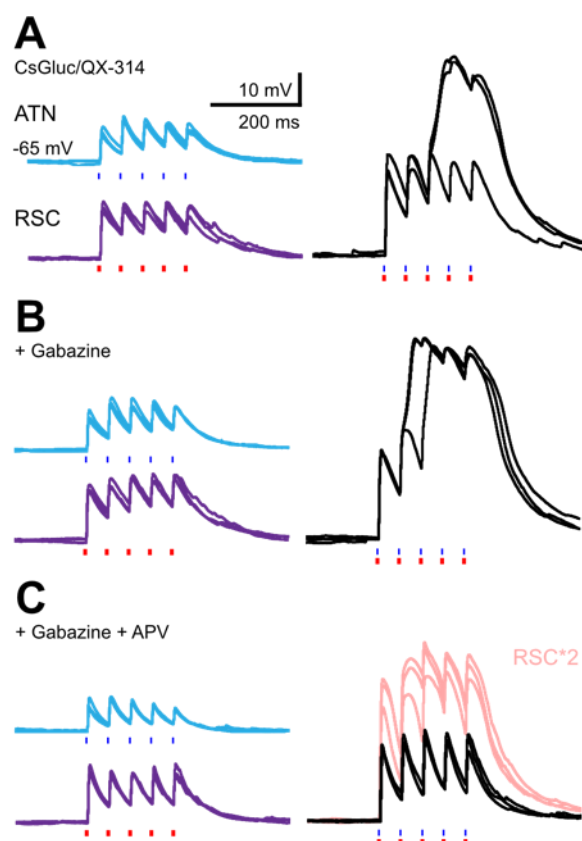 A
CsGluc/QX-314
ATN
10 mV
200 ms
-65 mV
RSC
B
+ Gabazine
C
+ Gabazine + APV
RSC*2